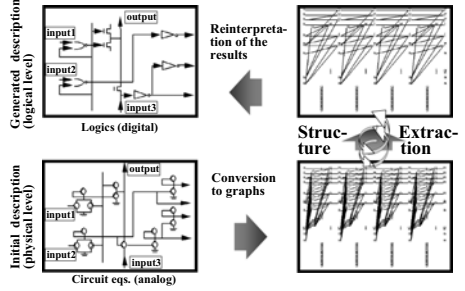 Generated description
(logical level)
output
input1
input2
input3
Logics (digital)
Reinterpreta-
tion of the
results
Struc-
ture
Extrac-
tion
Initial description
(physical level)
output
input1
input2
input3
Circuit eqs. (analog)
Conversion
to graphs